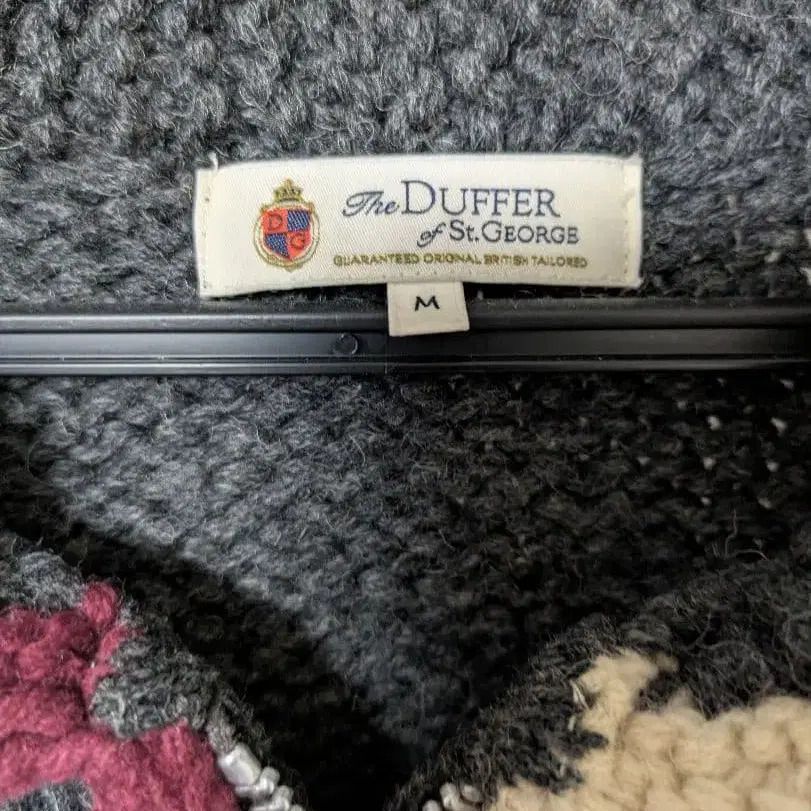 The DUFFER
of St. GEORGE
GUARANTEED ORIGINAL BRITISH TAILORED
D
G
M